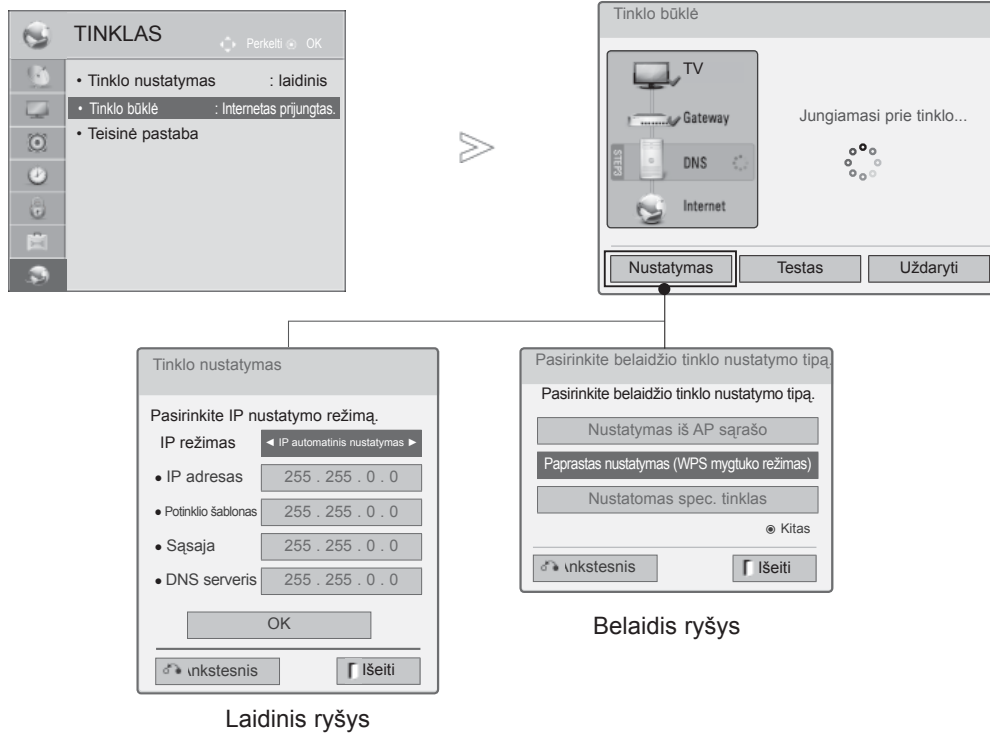 TINKLAS
Perkelti OK
• Tinklo nustatymas : laidinis
• Tinklo būklė : Internetas prijungtas.
• Teisinė pastaba
Tinklo būklė
TV
Gateway
STEP3
DNS
Internet
Jungiamasi prie tinklo...
Nustatymas Testas Uždaryti
Tinklo nustatymas
Pasirinkite IP nustatymo režimą.
IP režimas ◄ IP automatinis nustatymas ►
• IP adresas 255 . 255 . 0 . 0
• Potinklio šablonas 255 . 255 . 0 . 0
• Sąsaja 255 . 255 . 0 . 0
• DNS serveris 255 . 255 . 0 . 0
OK
Ankstesnis Išeiti
Laidinis ryšys
Pasirinkite belaidžio tinklo nustatymo tipą.
Pasirinkite belaidžio tinklo nustatymo tipą.
Nustatymas iš AP sąrašo
Paprastas nustatymas (WPS mygtuko režimas)
Nustatomas spec. tinklas
Kitas
Ankstesnis Išeiti
Belaidis ryšys